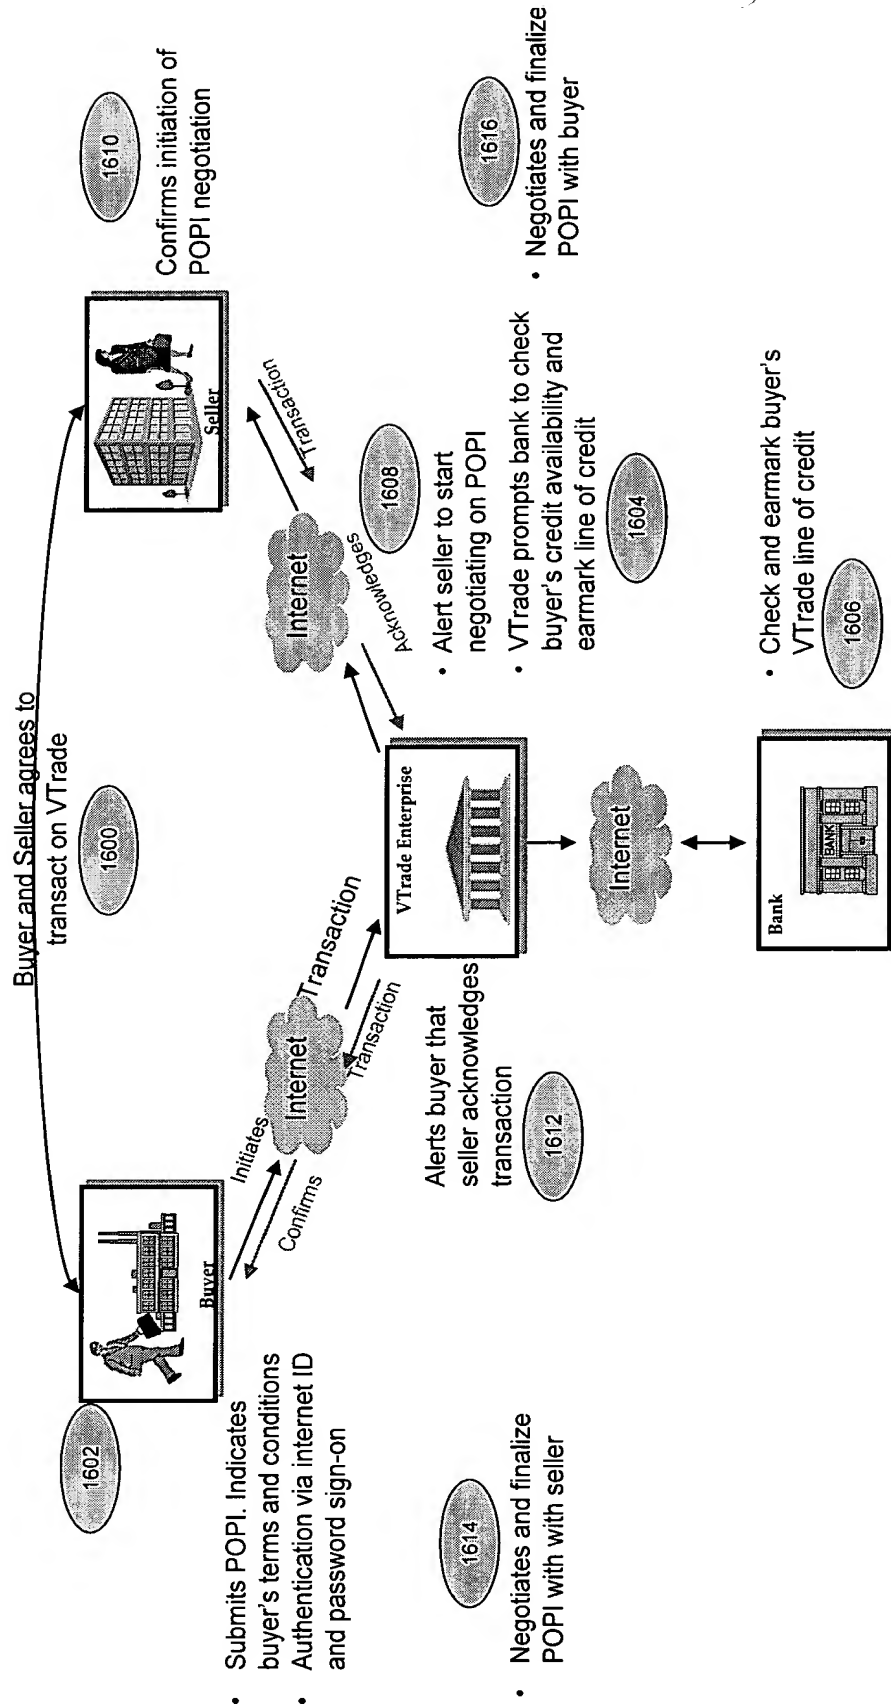 Buyer and Seller agrees to
transact on VTrade
1600
1602
Buyer
• Submits POPI. Indicates
buyer's terms and conditions
• Authentication via internet ID
and password sign-on
Initiates
Confirms
Internet
Transaction
Transaction
1610
Confirms initiation of
POPI negotiation
Seller
Transaction
Internet
Acknowledges
1608
• Alert seller to start
negotiating on POPI
• VTrade prompts bank to check
buyer's credit availability and
earmark line of credit
1604
VTrade Enterprise
Alerts buyer that
seller acknowledges
transaction
1612
1614
• Negotiates and finalize
POPI with with seller
1616
• Negotiates and finalize
POPI with buyer
Internet
Bank
BANK
• Check and earmark buyer's
VTrade line of credit
1606